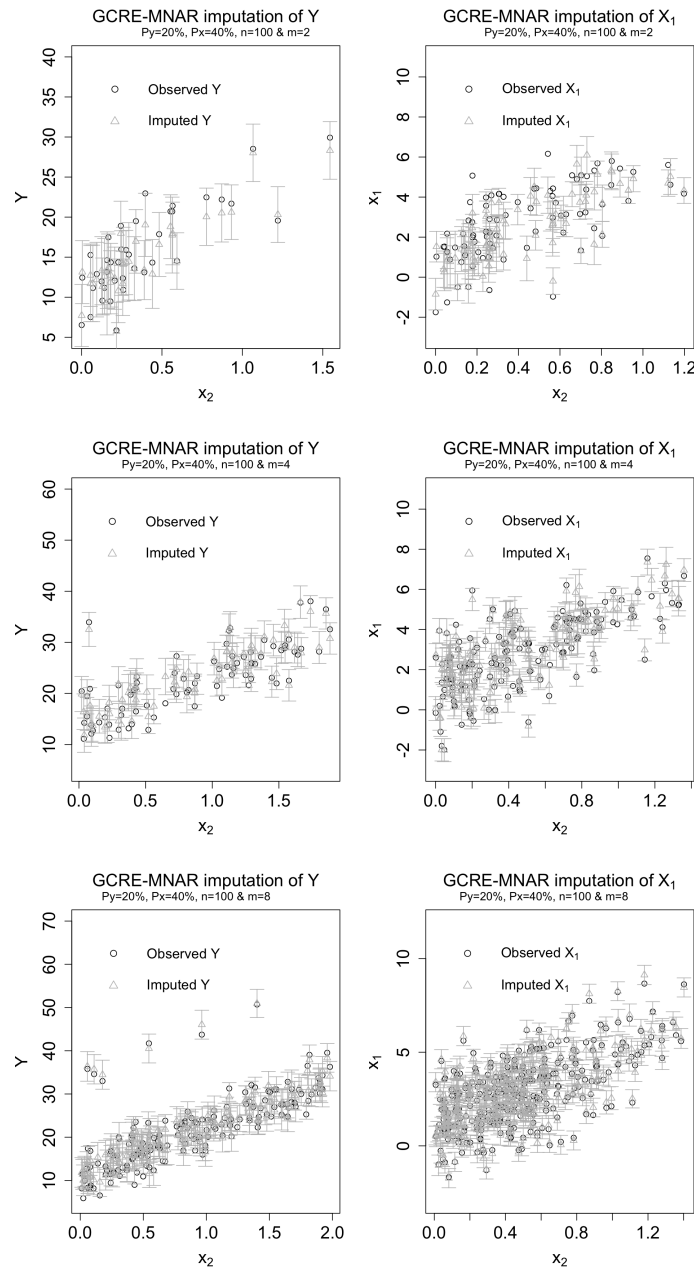 GCRE-MNAR imputation of Y
Py=20%, Px=40%, n=100 & m=2
Observed Y
Imputed Y
Y
40
35
30
25
20
15
10
5
0.0
0.5
1.0
1.5
x2
GCRE-MNAR imputation of X1
Py=20%, Px=40%, n=100 & m=2
Observed X1
Imputed X1
x1
10
8
6
4
2
0
-2
0.0
0.2
0.4
0.6
0.8
1.0
1.2
x2
GCRE-MNAR imputation of Y
Py=20%, Px=40%, n=100 & m=4
Observed Y
Imputed Y
Y
60
50
40
30
20
10
0.0
0.5
1.0
1.5
x2
GCRE-MNAR imputation of X1
Py=20%, Px=40%, n=100 & m=4
Observed X1
Imputed X1
x1
10
8
6
4
2
0
-2
0.0
0.4
0.8
1.2
x2
GCRE-MNAR imputation of Y
Py=20%, Px=40%, n=100 & m=8
Observed Y
Imputed Y
Y
70
60
50
40
30
20
10
0.0
0.5
1.0
1.5
2.0
x2
GCRE-MNAR imputation of X1
Py=20%, Px=40%, n=100 & m=8
Observed X1
Imputed X1
x1
10
5
0
0.0
0.4
0.8
1.2
x2